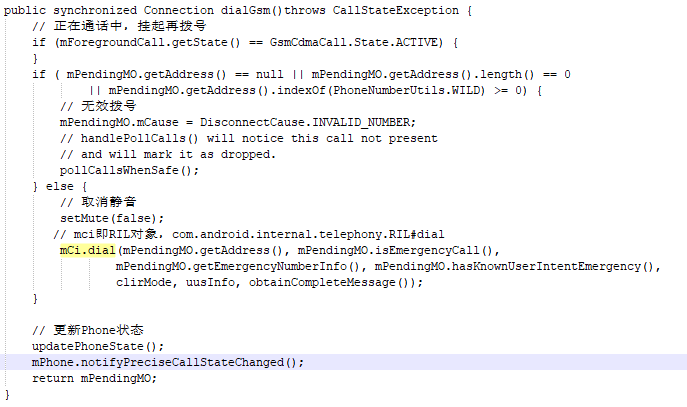 public synchronized Connection dialGsm()throws CallStateException {
    // 正在通话中，挂起再拨号
    if (mForegroundCall.getState() == GsmCdmaCall.State.ACTIVE) {
    }
    if ( mPendingMO.getAddress() == null || mPendingMO.getAddress().length() == 0
            || mPendingMO.getAddress().indexOf(PhoneNumberUtils.WILD) >= 0) {
        // 无效拨号
        mPendingMO.mCause = DisconnectCause.INVALID_NUMBER;
        // handlePollCalls() will notice this call not present
        // and will mark it as dropped.
        pollCallsWhenSafe();
    } else {
        // 取消静音
        setMute(false);
       // mci即RIL对象，com.android.internal.telephony.RIL#dial
        mCi.dial(mPendingMO.getAddress(), mPendingMO.isEmergencyCall(),
                mPendingMO.getEmergencyNumberInfo(), mPendingMO.hasKnownUserIntentEmergency(),
                clirMode, uusInfo, obtainCompleteMessage());
    }
    // 更新Phone状态
    updatePhoneState();
    mPhone.notifyPreciseCallStateChanged();
    return mPendingMO;
}